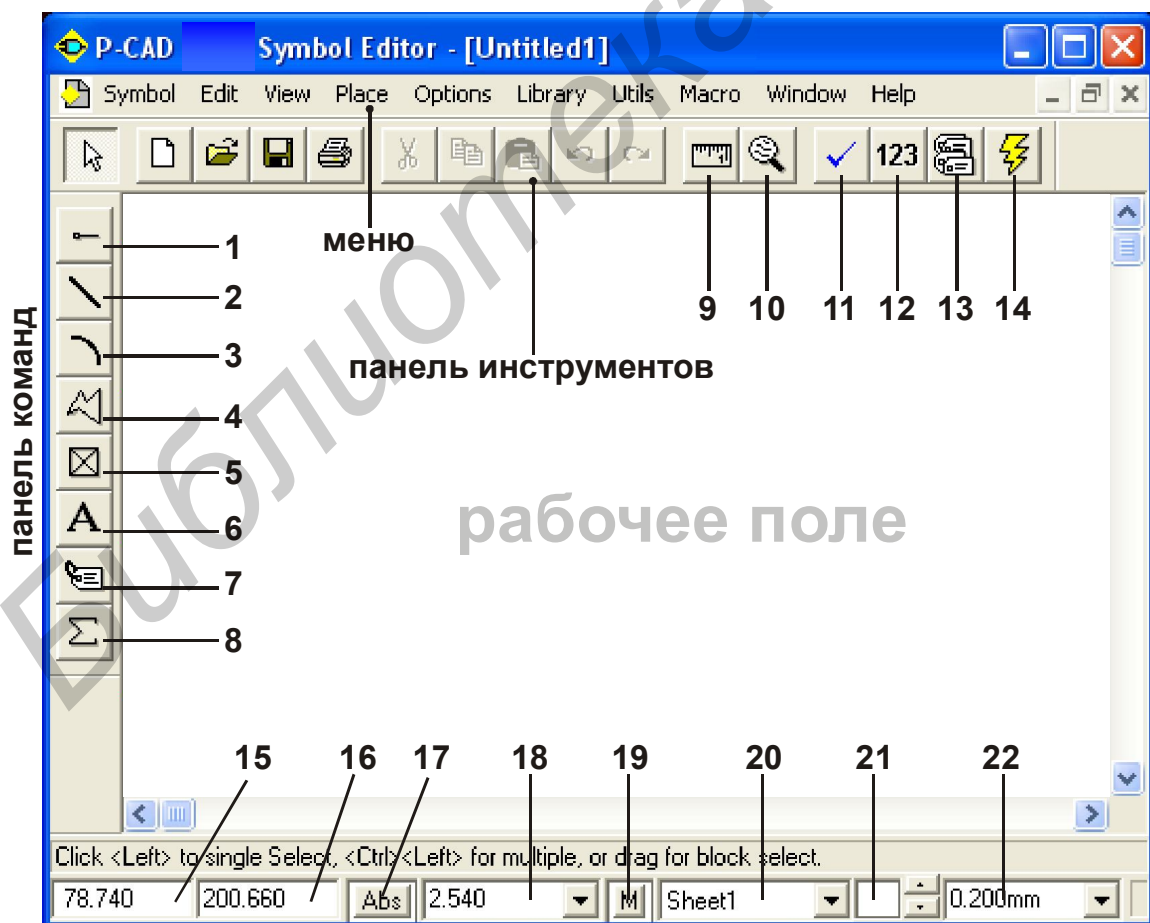 P-CAD Symbol Editor - [Untitled1]
Symbol Edit View Place Options Library Utils Macro Window Help
123
меню
1
2
3
4
5
6
7
8
9 10 11 12 13 14
панель инструментов
панель команд
A
рабочее поле
Библиотека
15 16 17 18 19 20 21 22
Click <Left> to single Select, <Ctrl><Left> for multiple, or drag for block select.
78.740 200.660 Abs 2.540 M Sheet1 0.200mm